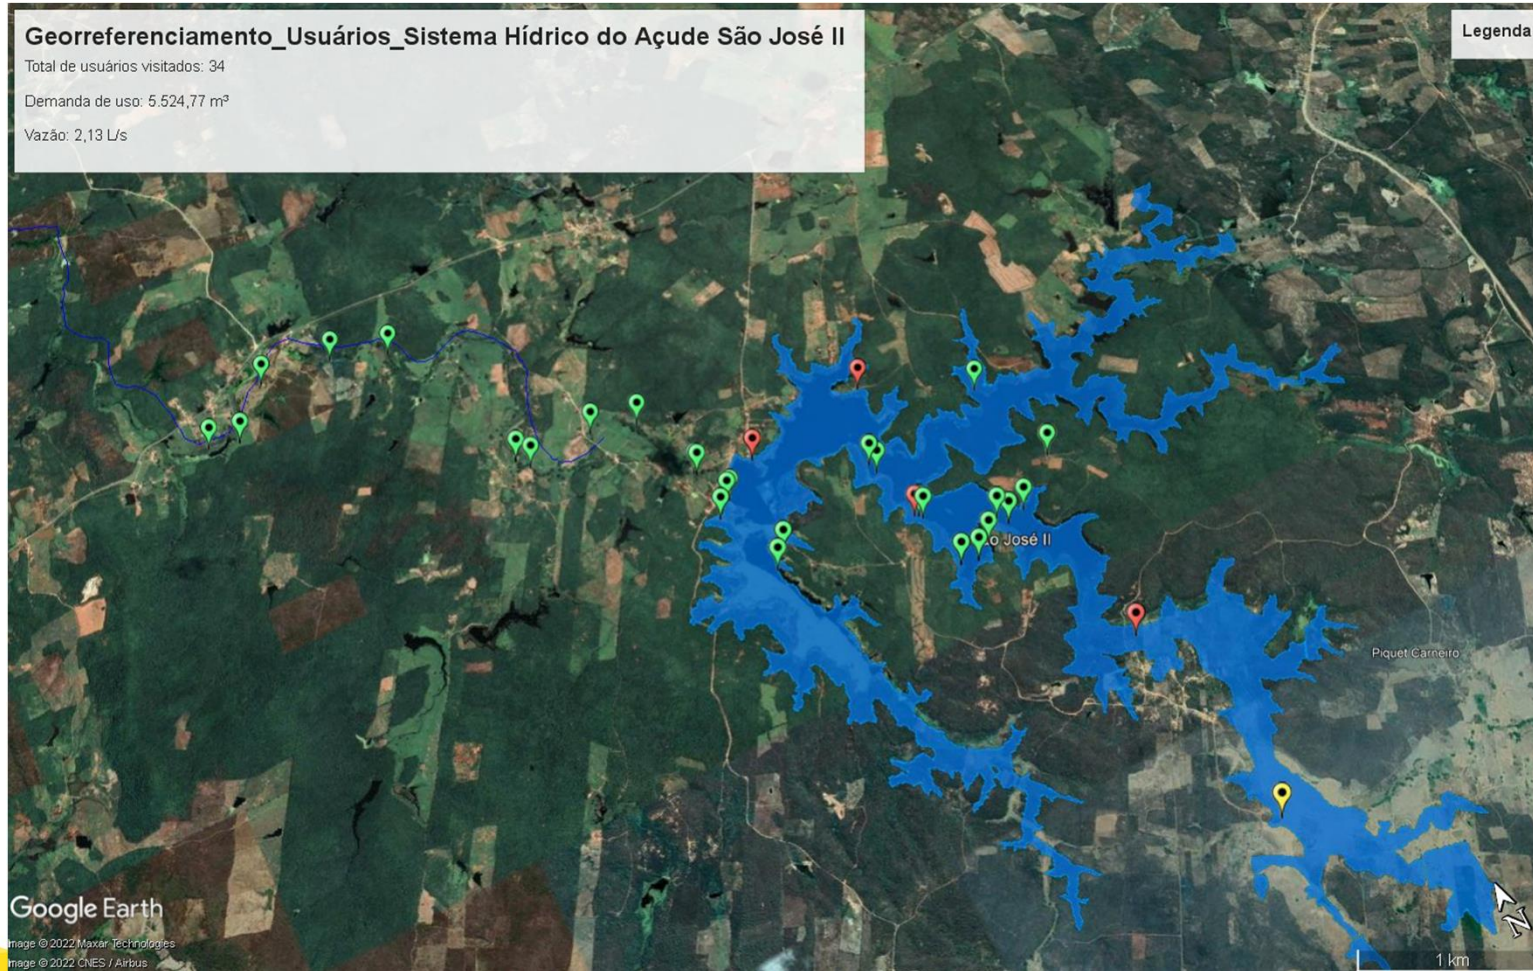 Georreferenciamento_Usuários_Sistema Hídrico do Açude São José II
Total de usuários visitados: 34
Demanda de uso: 5.524,77 m³
Vazão: 2,13 L/s
Legenda
José II
Piquet Carneiro
Google Earth
Image © 2022 Maxar Technologies
Image © 2022 CNES / Airbus
N
1 km